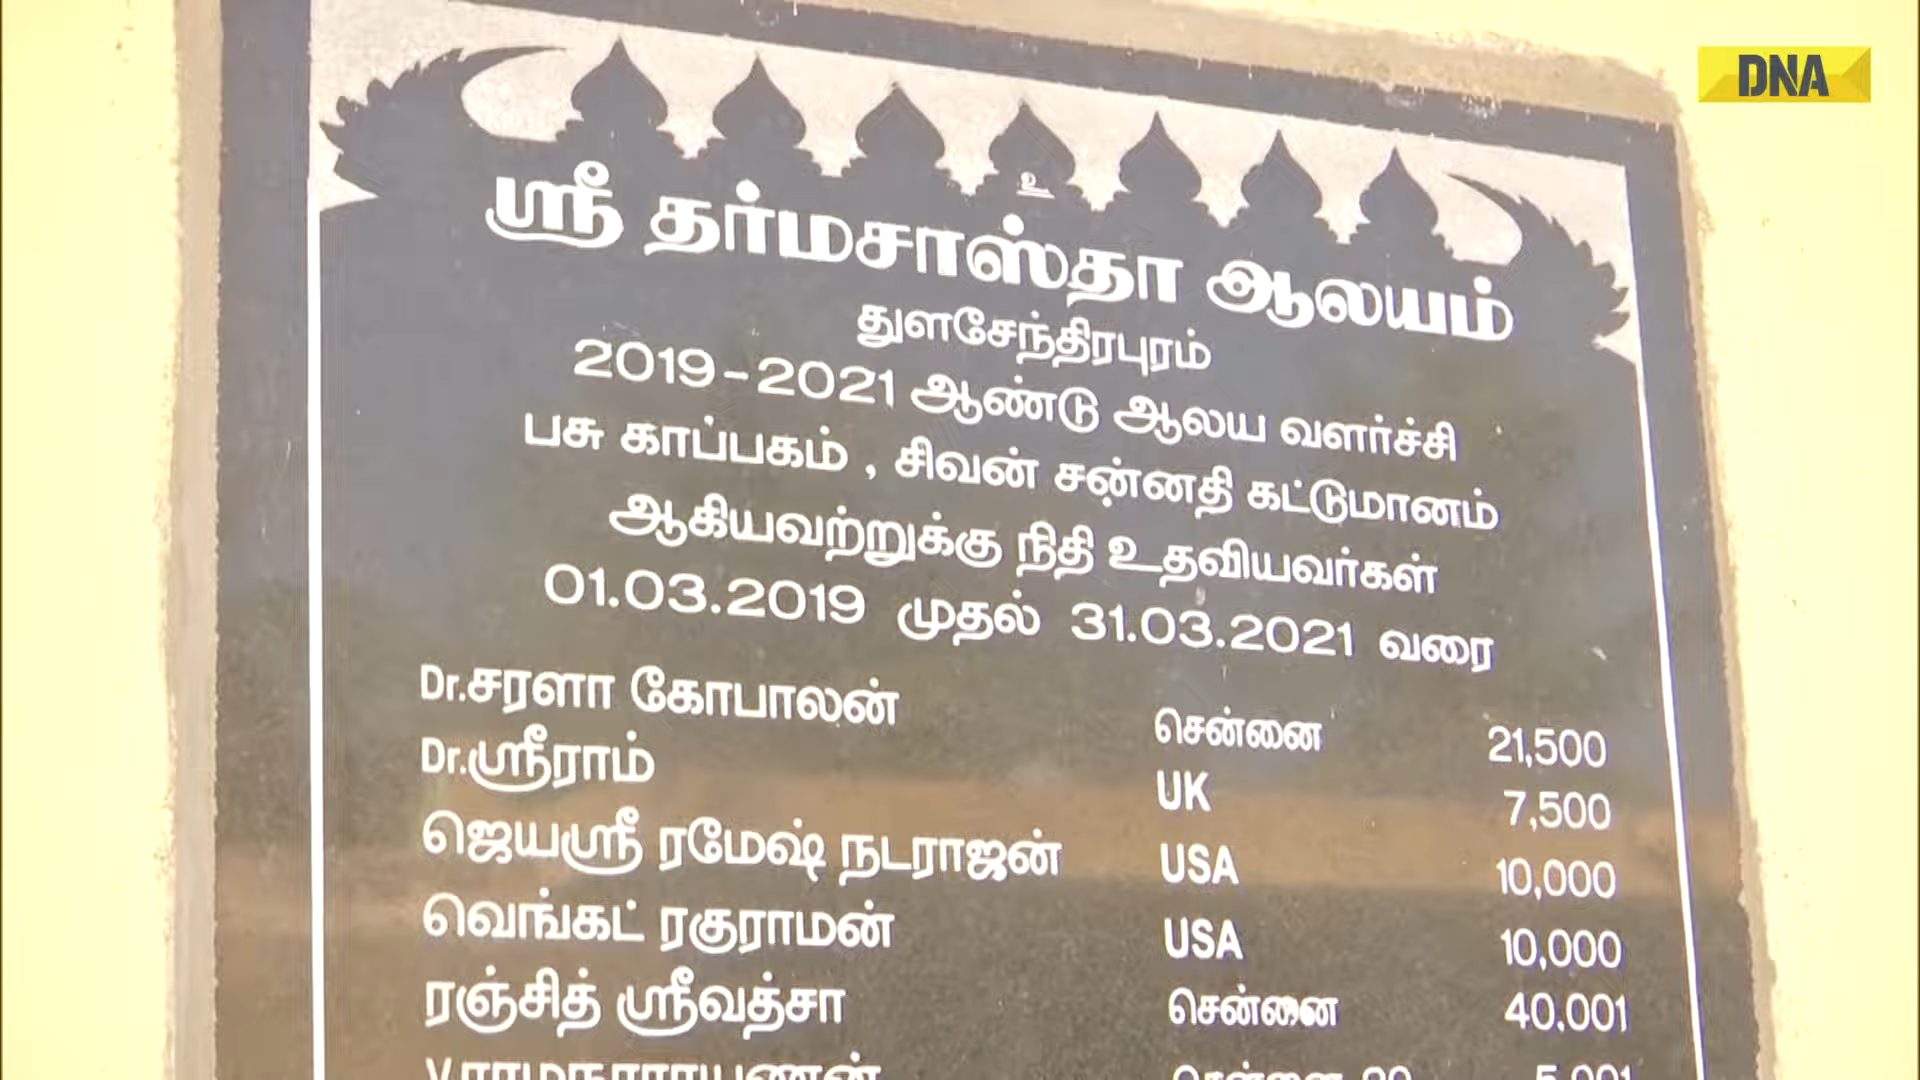 DNA
உ
ஸ்ரீ தர்மசாஸ்தா ஆலயம்
துளசேந்திரபுரம்
2019-2021 ஆண்டு ஆலய வளர்ச்சி
பசு காப்பகம் , சிவன் சன்னதி கட்டுமானம்
ஆகியவற்றுக்கு நிதி உதவியவர்கள்
01.03.2019 முதல் 31.03.2021 வரை
Dr.சரளா கோபாலன் சென்னை 21,500
Dr.ஸ்ரீராம் UK 7,500
ஜெயஸ்ரீ ரமேஷ் நடராஜன் USA 10,000
வெங்கட் ரகுராமன் USA 10,000
ரஞ்சித் ஸ்ரீவத்சா சென்னை 40,001